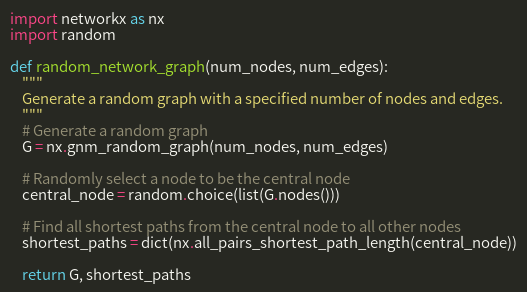 import networkx as nx
import random

def random_network_graph(num_nodes, num_edges):
    """
    Generate a random graph with a specified number of nodes and edges.
    """
    # Generate a random graph
    G = nx.gnm_random_graph(num_nodes, num_edges)

    # Randomly select a node to be the central node
    central_node = random.choice(list(G.nodes()))

    # Find all shortest paths from the central node to all other nodes
    shortest_paths = dict(nx.all_pairs_shortest_path_length(central_node))

    return G, shortest_paths